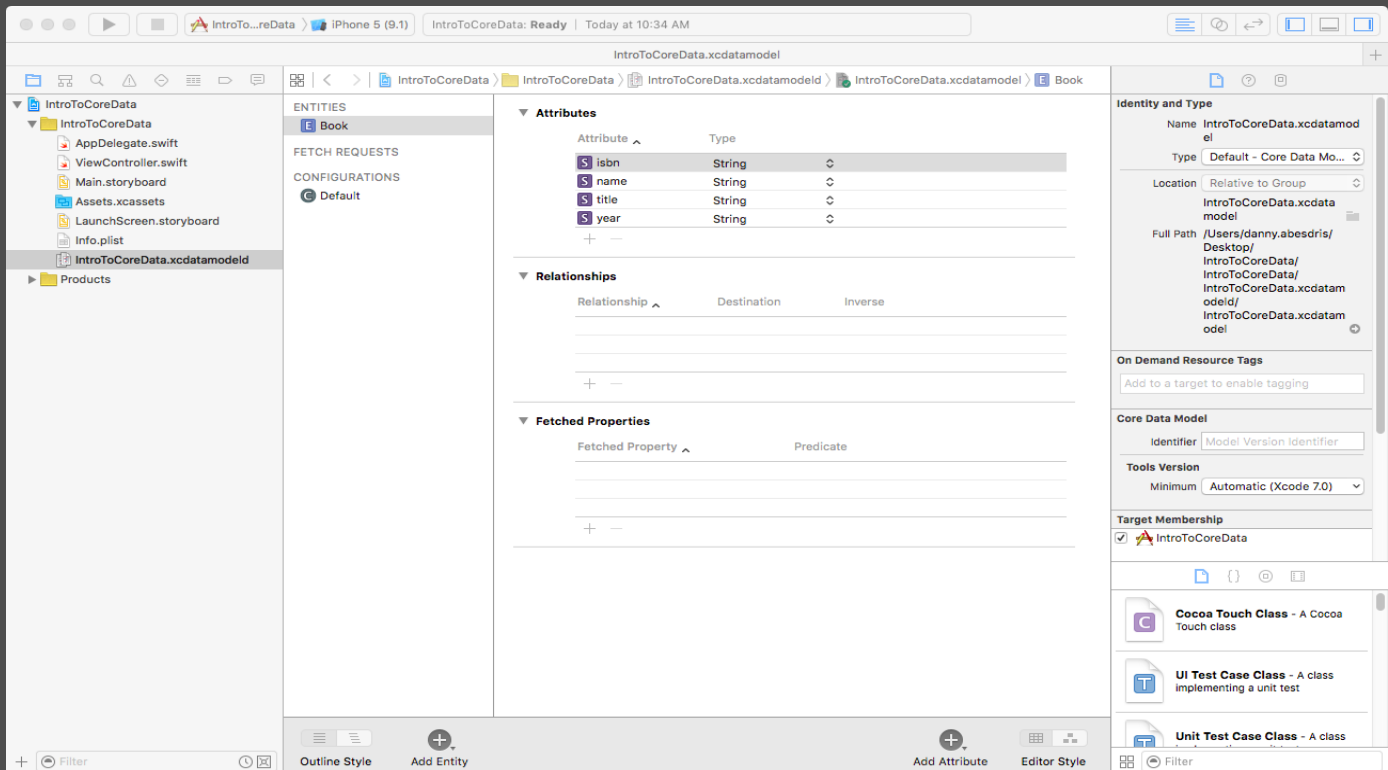 IntroTo...reData iPhone 5 (9.1) IntroToCoreData: Ready | Today at 10:34 AM
IntroToCoreData.xcdatamodel
IntroToCoreData IntroToCoreData IntroToCoreData.xcdatamodeld IntroToCoreData.xcdatamodel E Book
IntroToCoreData
IntroToCoreData
AppDelegate.swift
ViewController.swift
Main.storyboard
Assets.xcassets
LaunchScreen.storyboard
Info.plist
IntroToCoreData.xcdatamodeld
Products
Filter
ENTITIES
E Book
FETCH REQUESTS
CONFIGURATIONS
C Default
Attributes
Attribute Type
S isbn String
S name String
S title String
S year String
Relationships
Relationship Destination Inverse
Fetched Properties
Fetched Property Predicate
Outline Style Add Entity Add Attribute Editor Style
Identity and Type
Name IntroToCoreData.xcdatamod
el
Type Default - Core Data Mo...
Location Relative to Group
IntroToCoreData.xcdata
model
Full Path /Users/danny.abesdris/
Desktop/
IntroToCoreData/
IntroToCoreData/
IntroToCoreData.xcdatam
odeld/
IntroToCoreData.xcdatam
odel
On Demand Resource Tags
Add to a target to enable tagging
Core Data Model
Identifier Model Version Identifier
Tools Version
Minimum Automatic (Xcode 7.0)
Target Membership
IntroToCoreData
{ }
C Cocoa Touch Class - A Cocoa
Touch class
T UI Test Case Class - A class
implementing a unit test
T Unit Test Case Class - A class
Filter